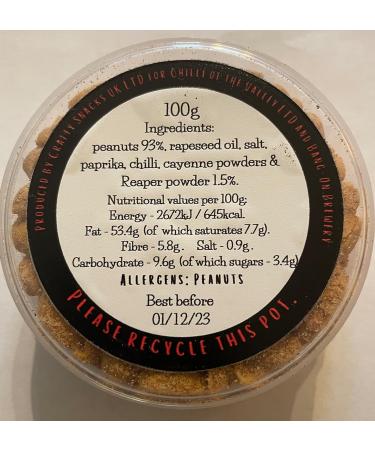 PRODUCED BY CRAFTY SNACKS UK LTD FOR CHILLI OF THE VALLEY LTD AND BANG ON BREWERY
100g
Ingredients:
peanuts 93%, rapeseed oil, salt,
paprika, chilli, cayenne powders &
Reaper powder 1.5%.
Nutritional values per 100g:
Energy - 2672kJ / 645kcal.
Fat - 53.4g (of which saturates 7.7g).
Fibre - 5.8g. Salt - 0.9g.
Carbohydrate - 9.6g (of which sugars - 3.4g)
ALLERGENS: PEANUTS
Best before
01/12/23
PLEASE RECYCLE THIS POT.